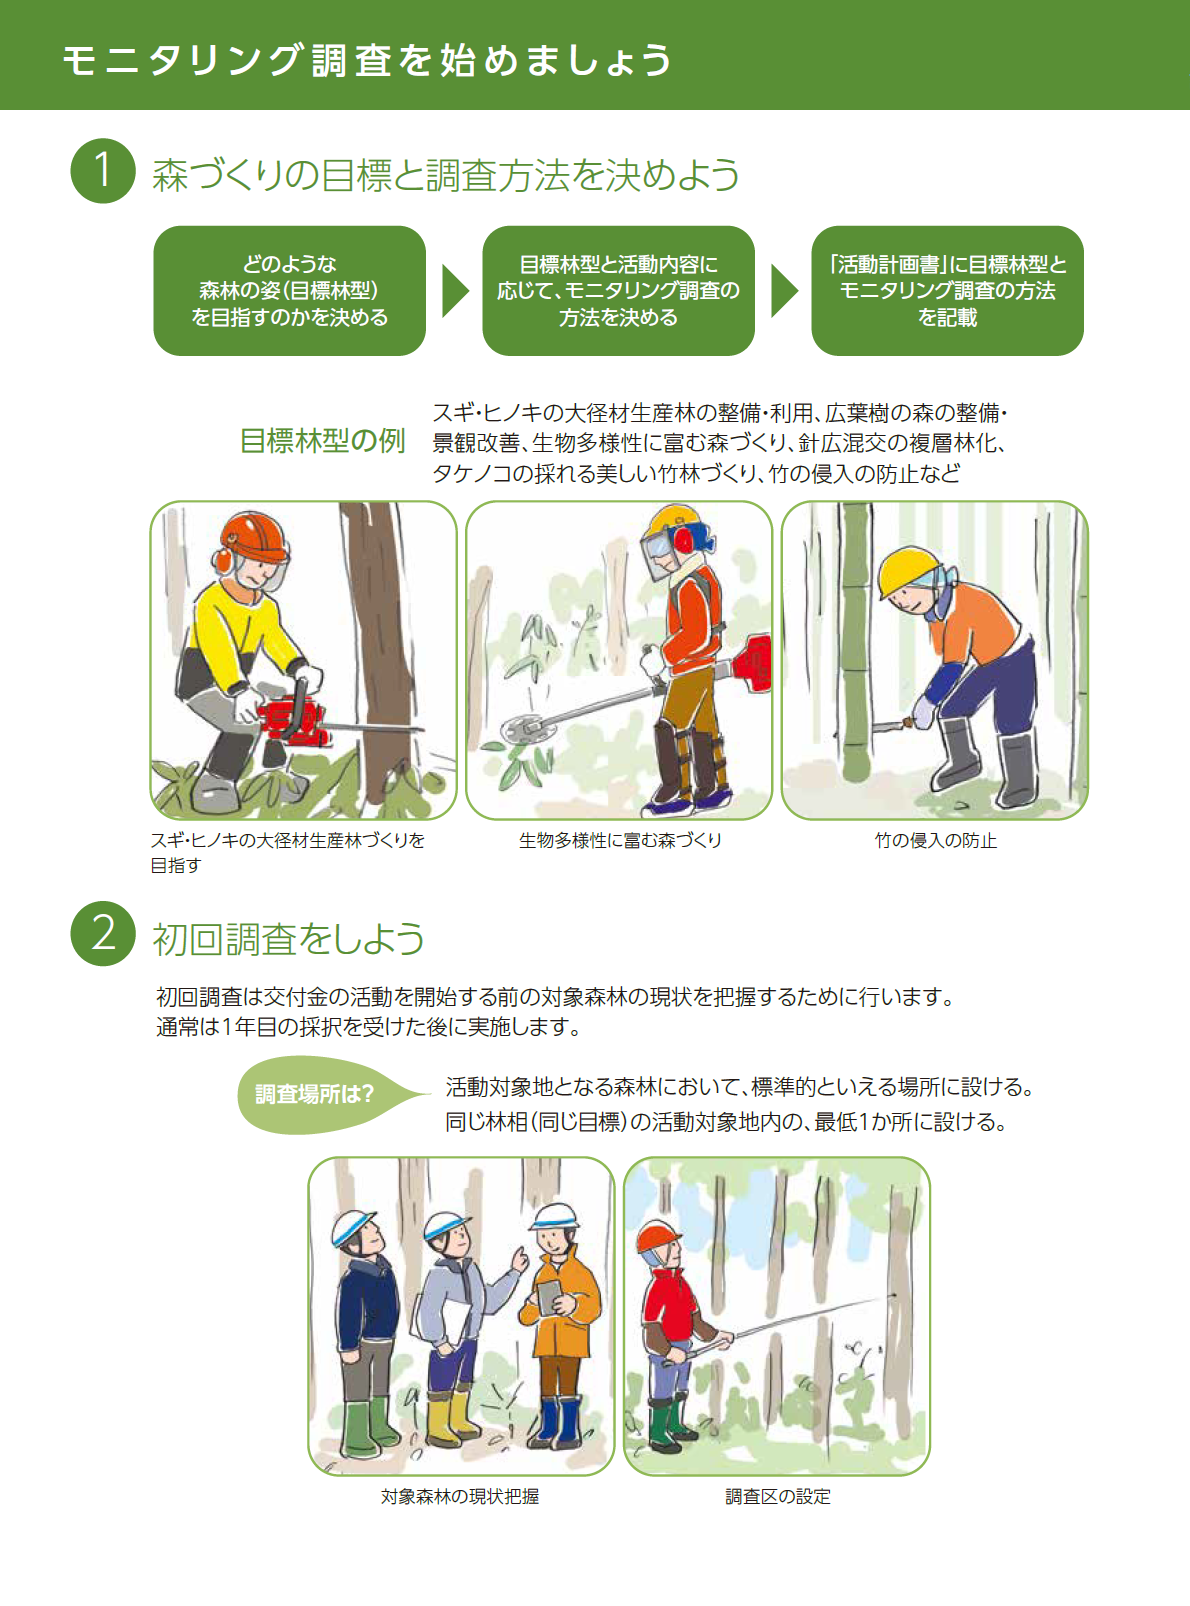 モニタリング調査を始めましょう
1 森づくりの目標と調査方法を決めよう
どのような
森林の姿（目標林型）
を目指すのかを決める
目標林型と活動内容に
応じて、モニタリング調査の
方法を決める
「活動計画書」に目標林型と
モニタリング調査の方法
を記載
目標林型の例
スギ・ヒノキの大径材生産林の整備・利用、広葉樹の森の整備・
景観改善、生物多様性に富む森づくり、針広混交の複層林化、
タケノコの採れる美しい竹林づくり、竹の侵入の防止など
スギ・ヒノキの大径材生産林づくりを
目指す
生物多様性に富む森づくり
竹の侵入の防止
2 初回調査をしよう
初回調査は交付金の活動を開始する前の対象森林の現状を把握するために行います。
通常は1年目の採択を受けた後に実施します。
調査場所は？
活動対象地となる森林において、標準的といえる場所に設ける。
同じ林相（同じ目標）の活動対象地内の、最低1か所に設ける。
対象森林の現状把握
調査区の設定